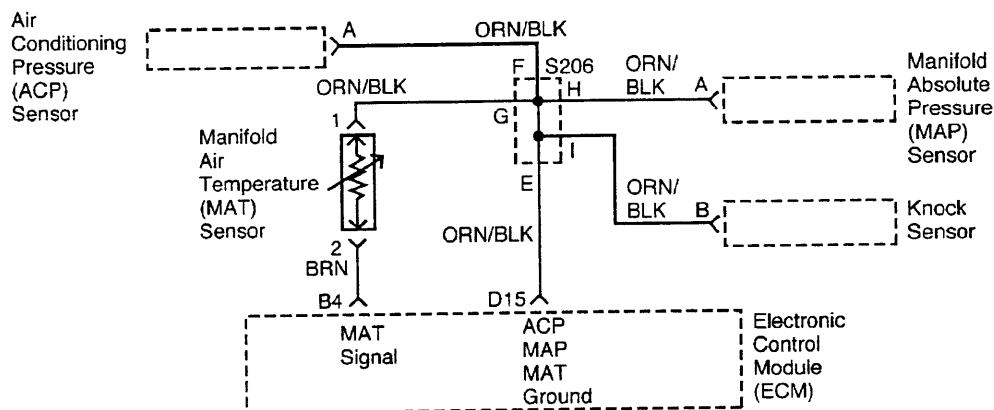 Air
Conditioning
Pressure
(ACP)
Sensor
A
ORN/BLK
F
S206
ORN/
BLK
A
H
Manifold
Absolute
Pressure
(MAP)
Sensor
ORN/BLK
G
I
1
Manifold
Air
Temperature
(MAT)
Sensor
E
ORN/
BLK
B
Knock
Sensor
2
BRN
ORN/BLK
B4
D15
MAT
Signal
ACP
MAP
MAT
Ground
Electronic
Control
Module
(ECM)